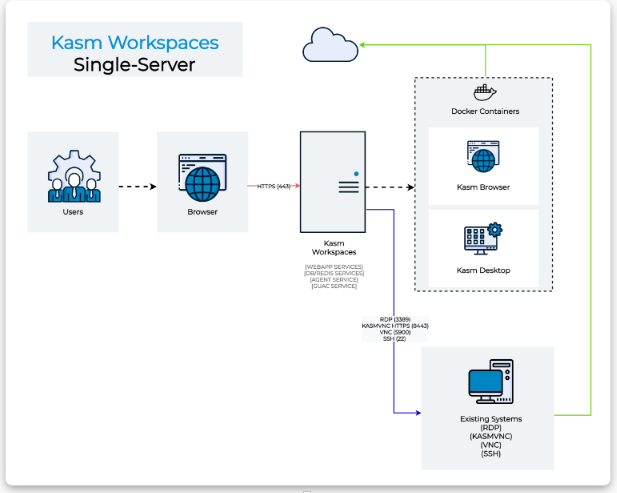 Kasm Workspaces
Single-Server
Docker Containers
Users
Browser
HTTPS (443)
Kasm
Workspaces
[WEBAPP SERVICES]
[DB/REDIS SERVICES]
[AGENT SERVICE]
[GUAC SERVICE]
Kasm Browser
Kasm Desktop
RDP (3389)
KASMVNC HTTPS (8443)
VNC (5900)
SSH (22)
Existing Systems
(RDP)
(KASMVNC)
(VNC)
(SSH)